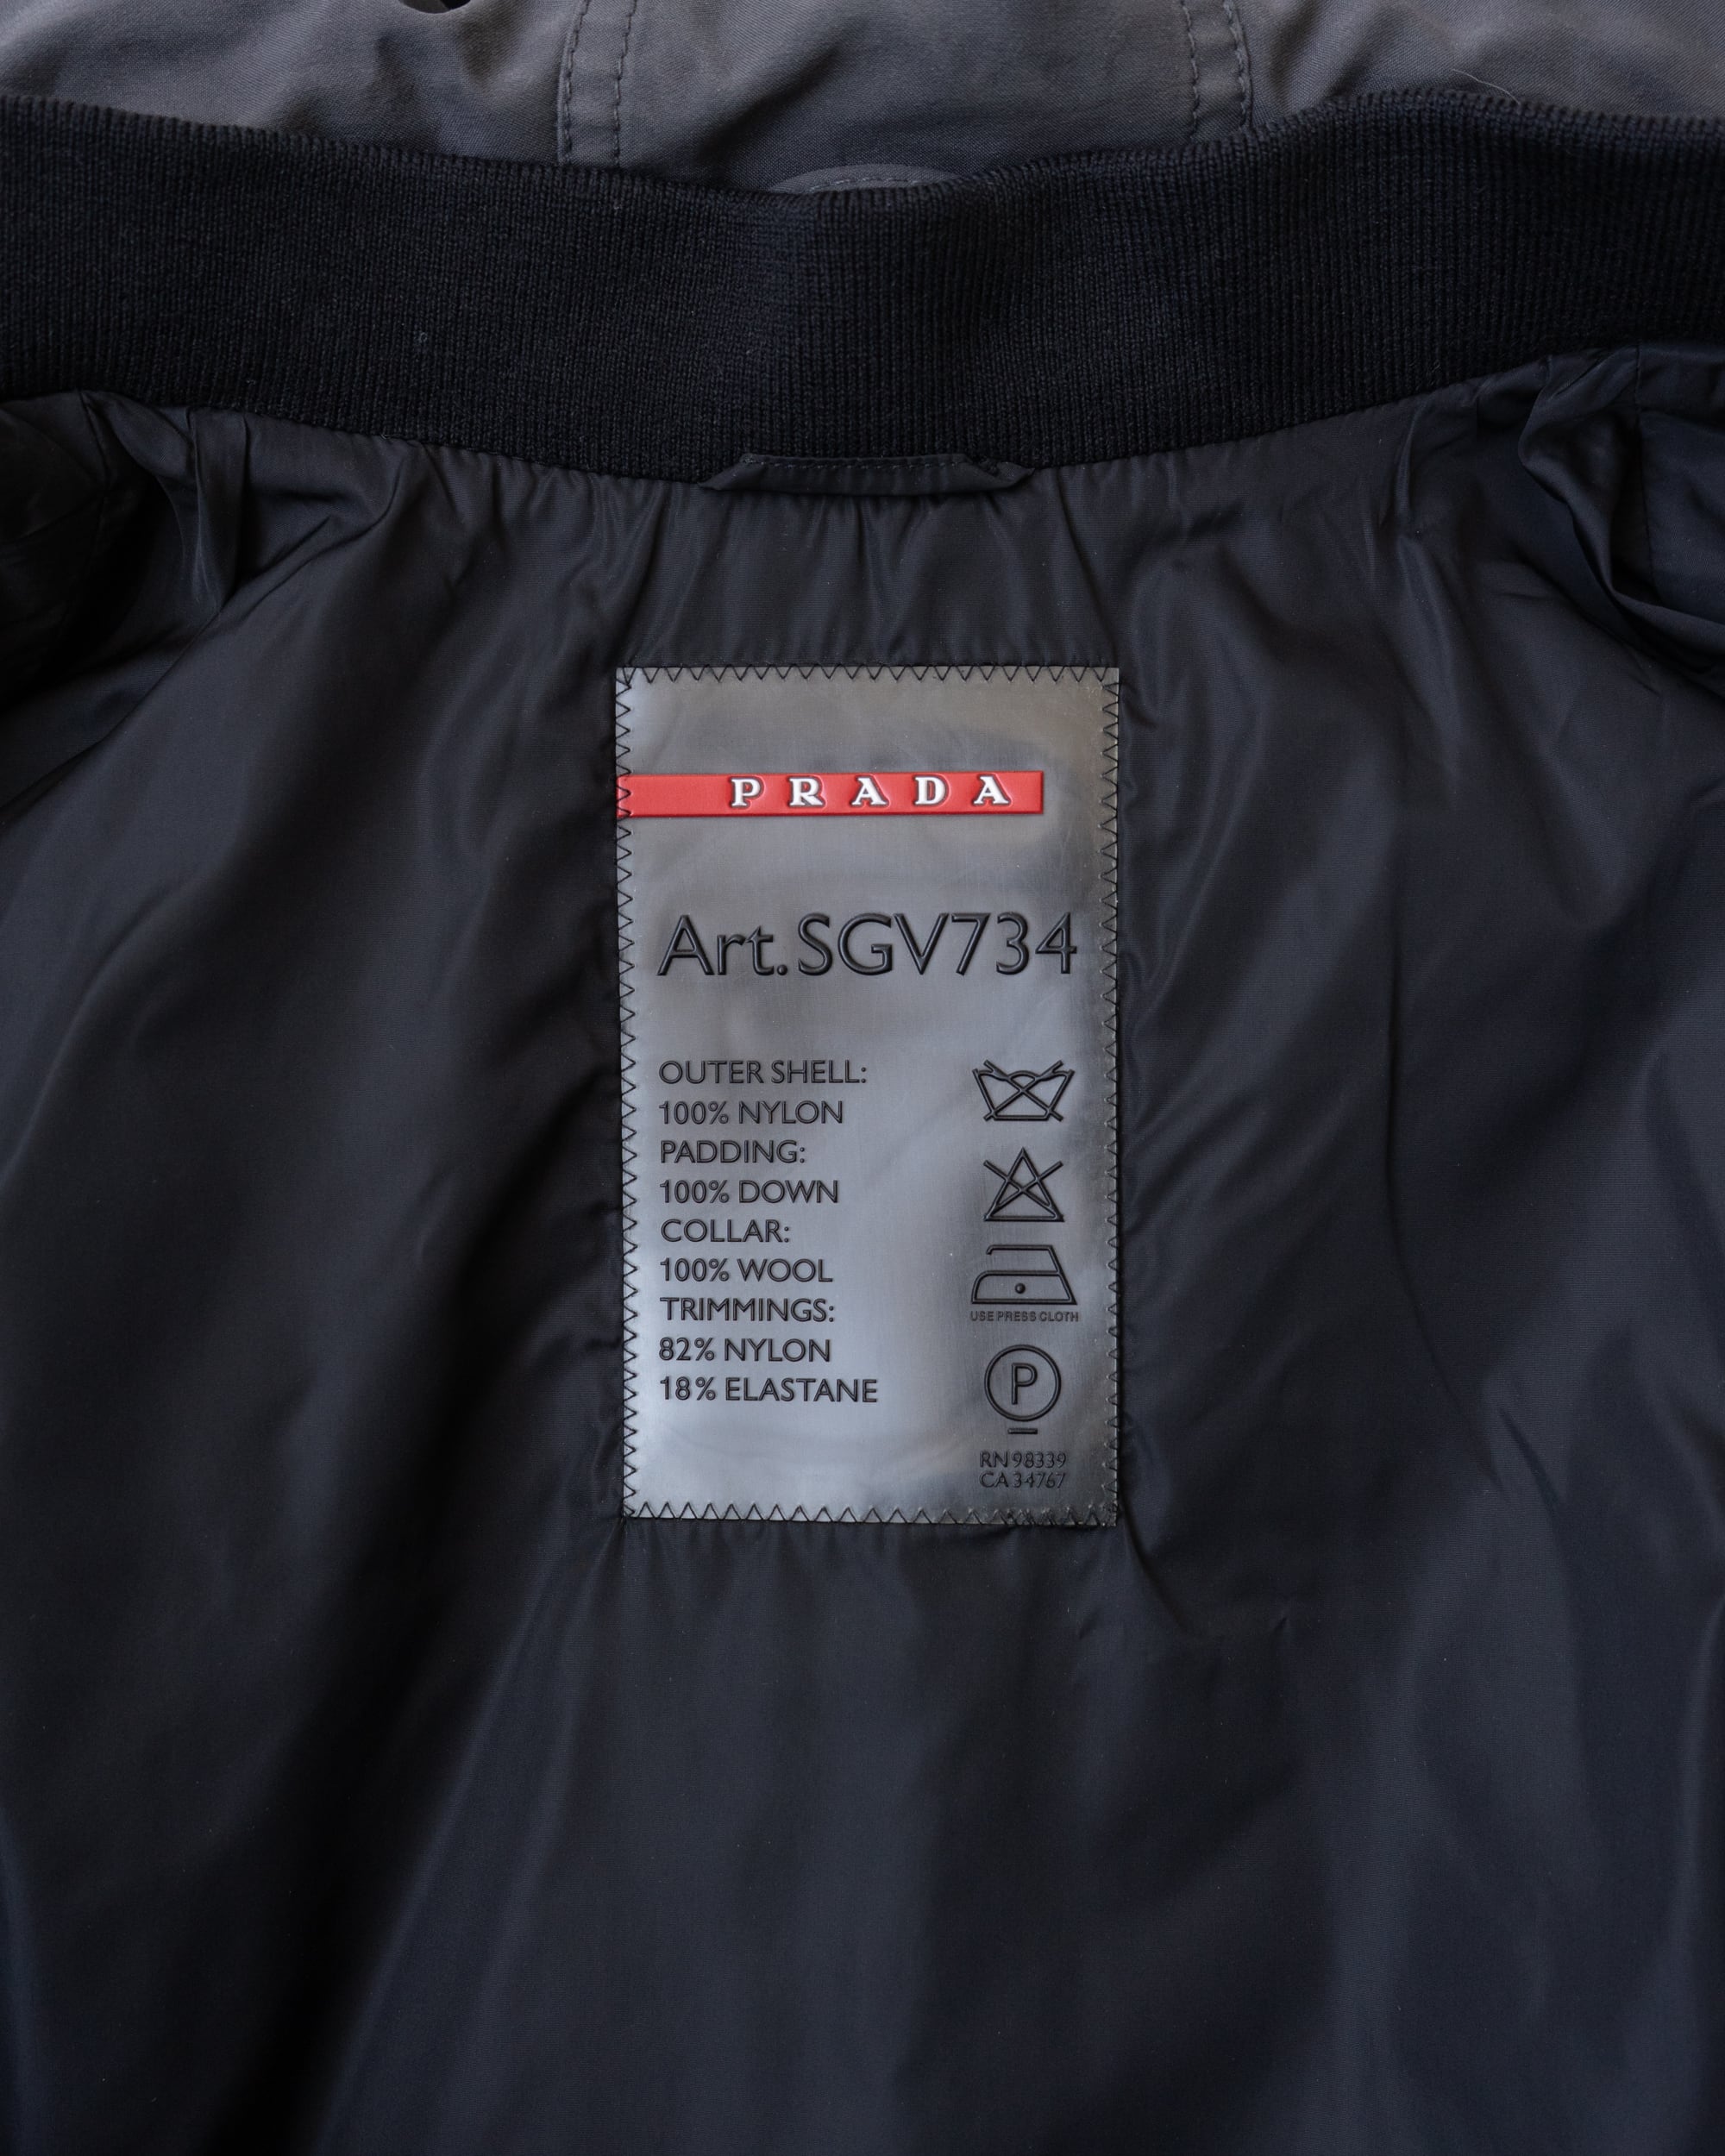 PRADA
Art. SGV734
OUTER SHELL:
100% NYLON
PADDING:
100% DOWN
COLLAR:
100% WOOL
TRIMMINGS:
82% NYLON
18% ELASTANE
USE PRESS CLOTH
P
RN 98339
CA 34767